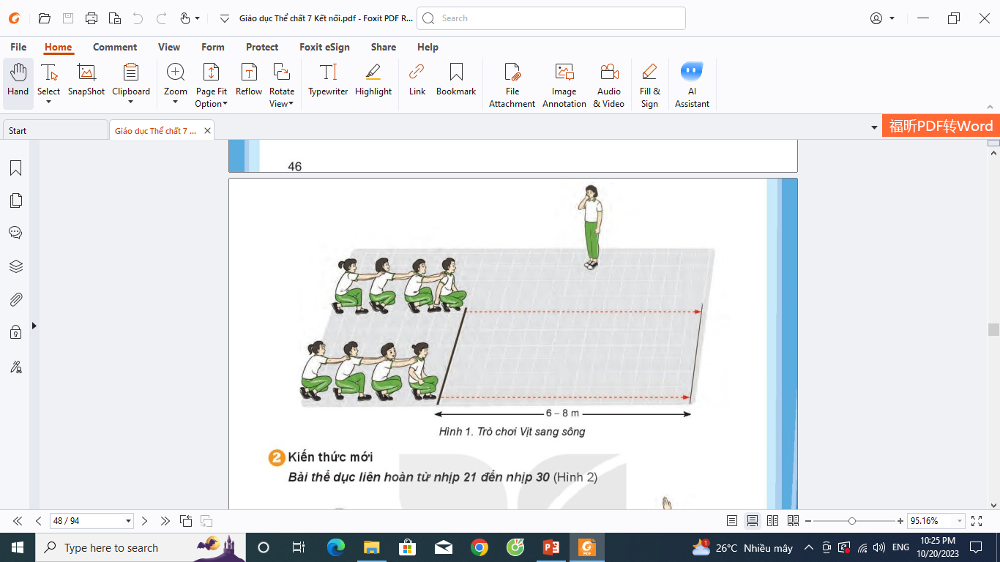 Giáo dục Thể chất 7 Kết nối.pdf - Foxit PDF R...
Search
File Home Comment View Form Protect Foxit eSign Share Help
Hand
Select
SnapShot
Clipboard
Zoom
Page Fit
Option
Reflow
Rotate
View
Typewriter
Highlight
Link
Bookmark
File
Attachment
Image
Annotation
Audio
& Video
Fill &
Sign
AI
Assistant
Start
Giáo dục Thể chất 7 ...
福昕PDF转Word
46
6 – 8 m
Hình 1. Trò chơi Vịt sang sông
2 Kiến thức mới
Bài thể dục liên hoàn từ nhịp 21 đến nhịp 30 (Hình 2)
48 / 94
95.16%
Type here to search
PDF
1
26°C Nhiều mây
ENG
10:25 PM
10/20/2023